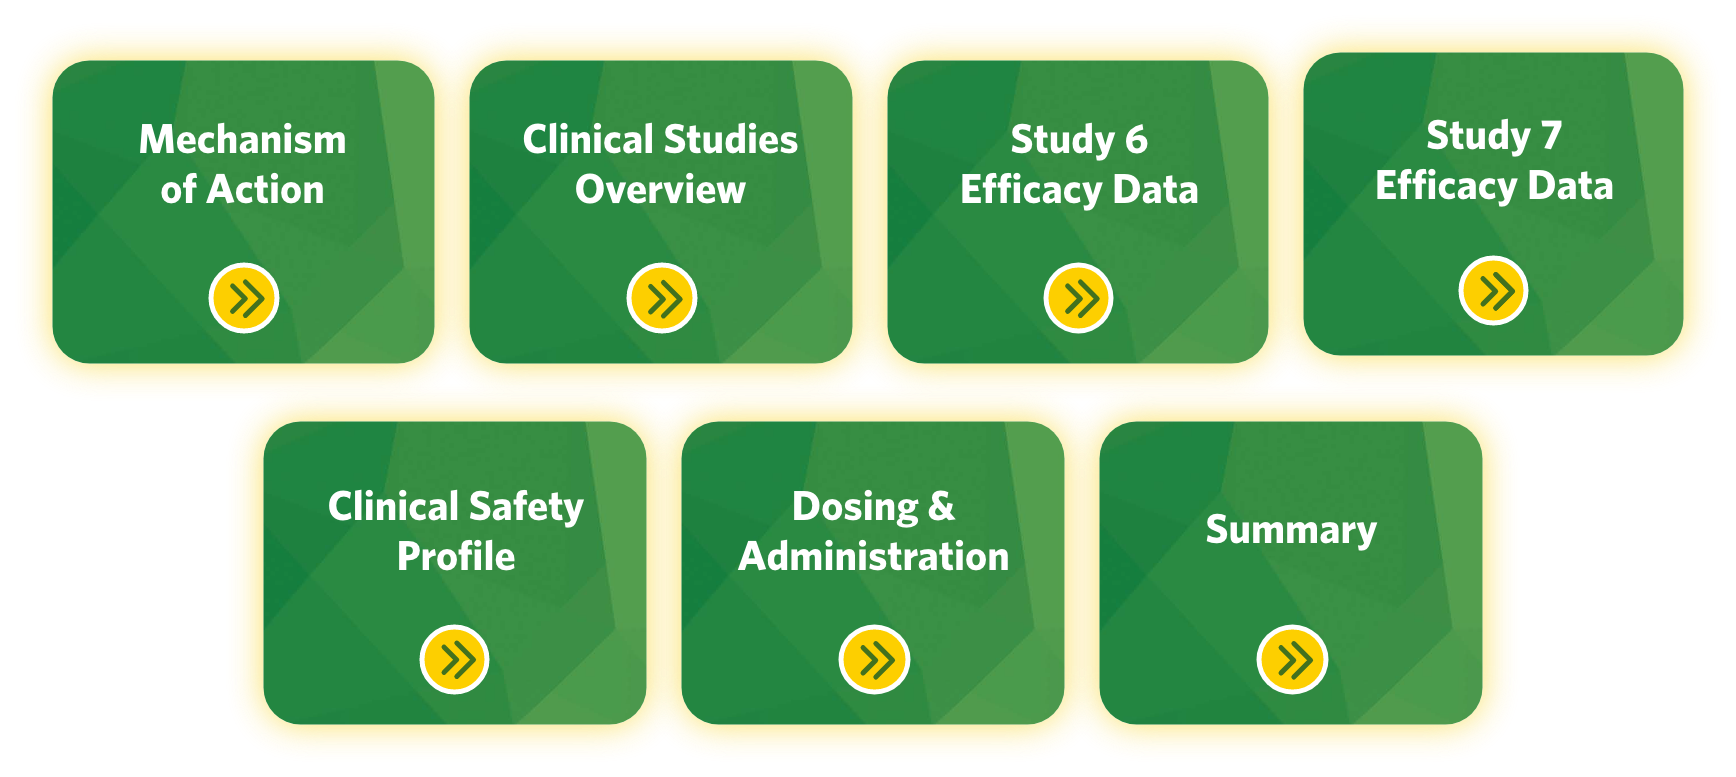 Mechanism
of Action
Clinical Studies
Overview
Study 6
Efficacy Data
Study 7
Efficacy Data
Clinical Safety
Profile
Dosing &
Administration
Summary